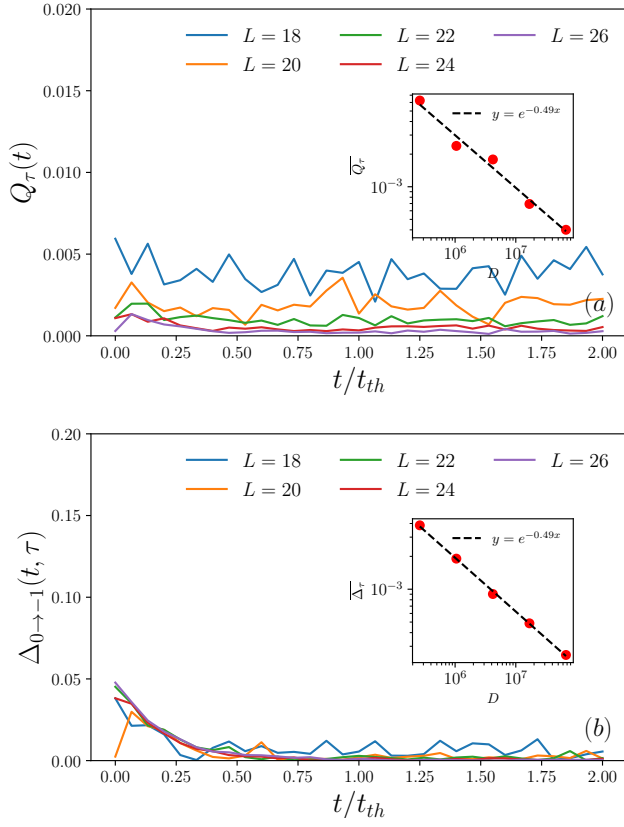 0.020
0.015
0.010
0.005
0.000
Q_τ(t)
L = 18
L = 20
L = 22
L = 24
L = 26
y = e^{-0.49x}
\overline{Q_τ}
10^{-3}
10^6 10^7
D
(a)
0.00 0.25 0.50 0.75 1.00 1.25 1.50 1.75 2.00
t/t_{th}
0.20
0.15
0.10
0.05
0.00
Δ_{0→−1}(t, τ)
L = 18
L = 20
L = 22
L = 24
L = 26
y = e^{-0.49x}
\overline{Δ_τ}
10^{-3}
10^6 10^7
D
(b)
0.00 0.25 0.50 0.75 1.00 1.25 1.50 1.75 2.00
t/t_{th}